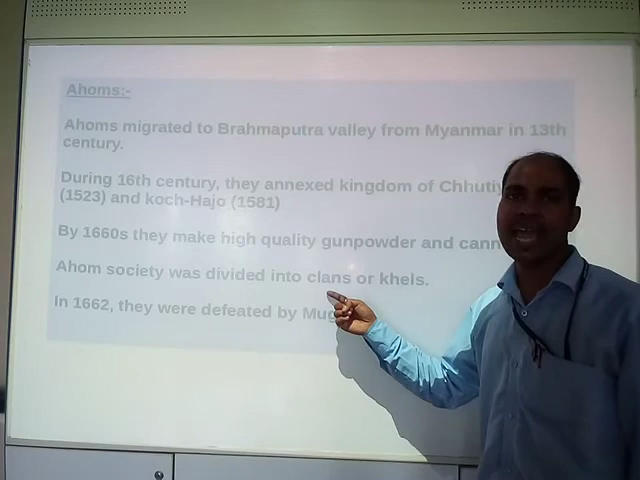 Ahoms:-
Ahoms migrated to Brahmaputra valley from Myanmar in 13th
century.
During 16th century, they annexed kingdom of Chhutiy
(1523) and koch-Hajo (1581)
By 1660s they make high quality gunpowder and cann
Ahom society was divided into clans or khels.
In 1662, they were defeated by Mug